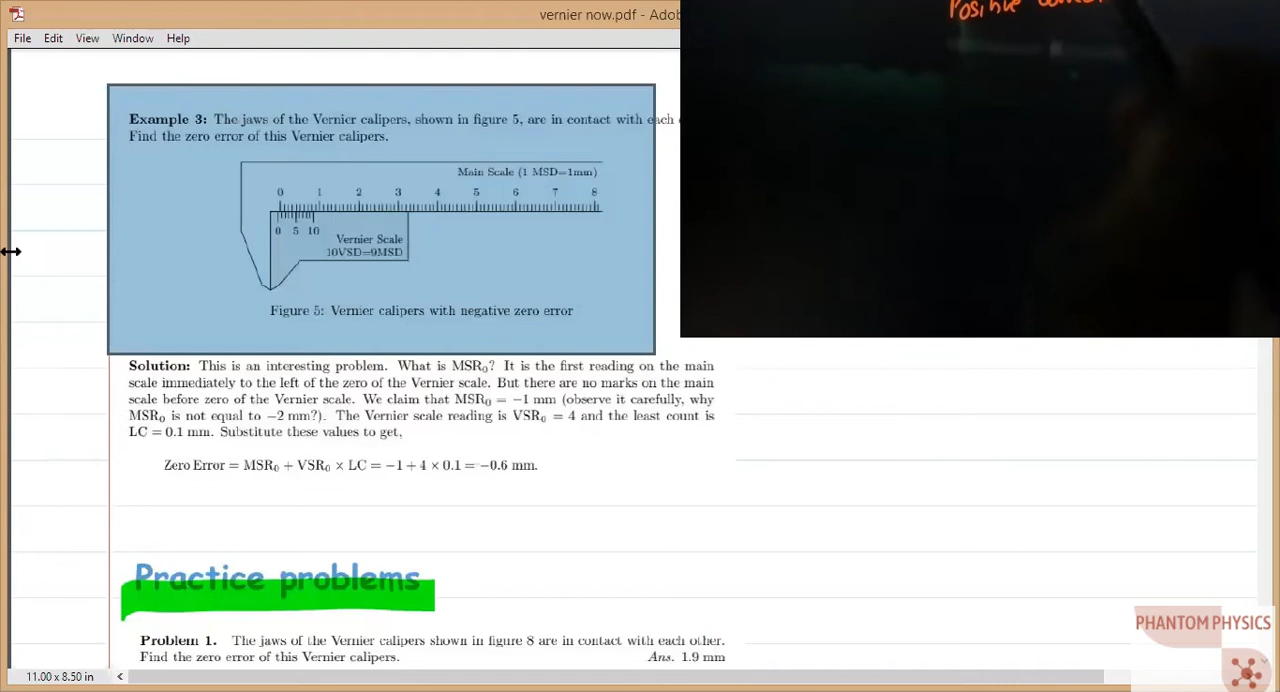 vernier now.pdf - Adob
File Edit View Window Help
Example 3: The jaws of the Vernier calipers, shown in figure 5, are in contact with each
Find the zero error of this Vernier calipers.
Main Scale (1 MSD=1mm)
0 1 2 3 4 5 6 7 8
0 5 10
Vernier Scale
10VSD=9MSD
Figure 5: Vernier calipers with negative zero error
Solution: This is an interesting problem. What is MSR₀? It is the first reading on the main
scale immediately to the left of the zero of the Vernier scale. But there are no marks on the main
scale before zero of the Vernier scale. We claim that MSR₀ = −1 mm (observe it carefully, why
MSR₀ is not equal to −2 mm?). The Vernier scale reading is VSR₀ = 4 and the least count is
LC = 0.1 mm. Substitute these values to get,
Zero Error = MSR₀ + VSR₀ × LC = −1 + 4 × 0.1 = −0.6 mm.
Practice problems
Problem 1. The jaws of the Vernier calipers shown in figure 8 are in contact with each other.
Find the zero error of this Vernier calipers. Ans. 1.9 mm
11.00 x 8.50 in
PHANTOM PHYSICS